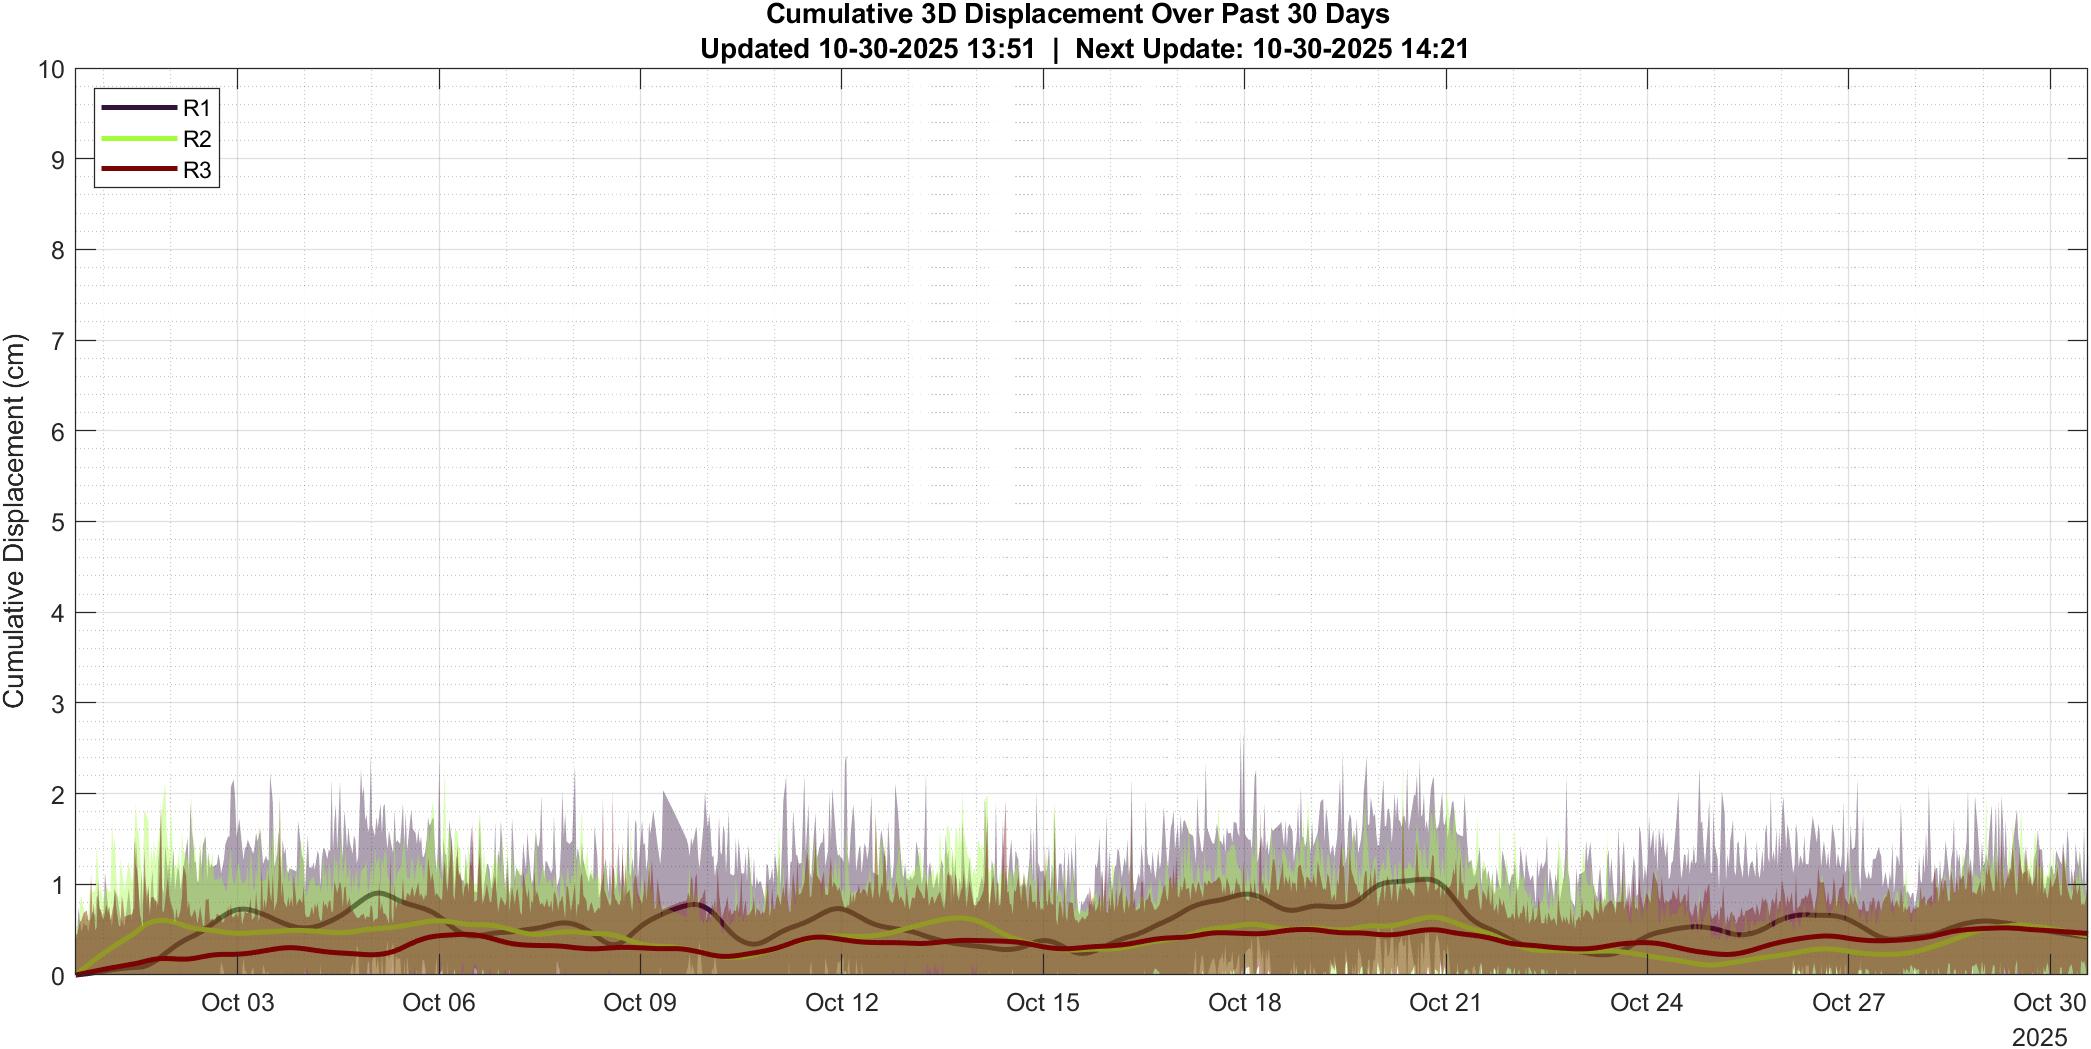 Cumulative 3D Displacement Over Past 30 Days
Updated 10-30-2025 13:51 | Next Update: 10-30-2025 14:21
R1
R2
R3
Cumulative Displacement (cm)
10
9
8
7
6
5
4
3
2
1
0
Oct 03
Oct 06
Oct 09
Oct 12
Oct 15
Oct 18
Oct 21
Oct 24
Oct 27
Oct 30
2025